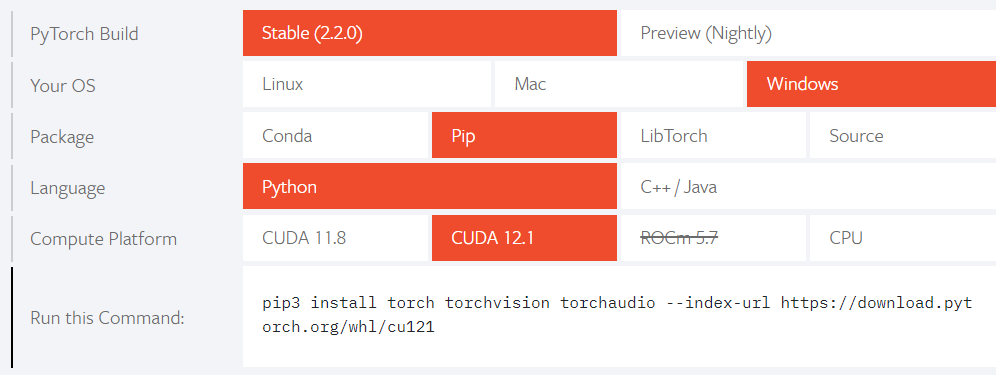 PyTorch Build Stable (2.2.0) Preview (Nightly)
Your OS Linux Mac Windows
Package Conda Pip LibTorch Source
Language Python C++ / Java
Compute Platform CUDA 11.8 CUDA 12.1 ROCm 5.7 CPU
Run this Command: pip3 install torch torchvision torchaudio --index-url https://download.pyt
orch.org/whl/cu121